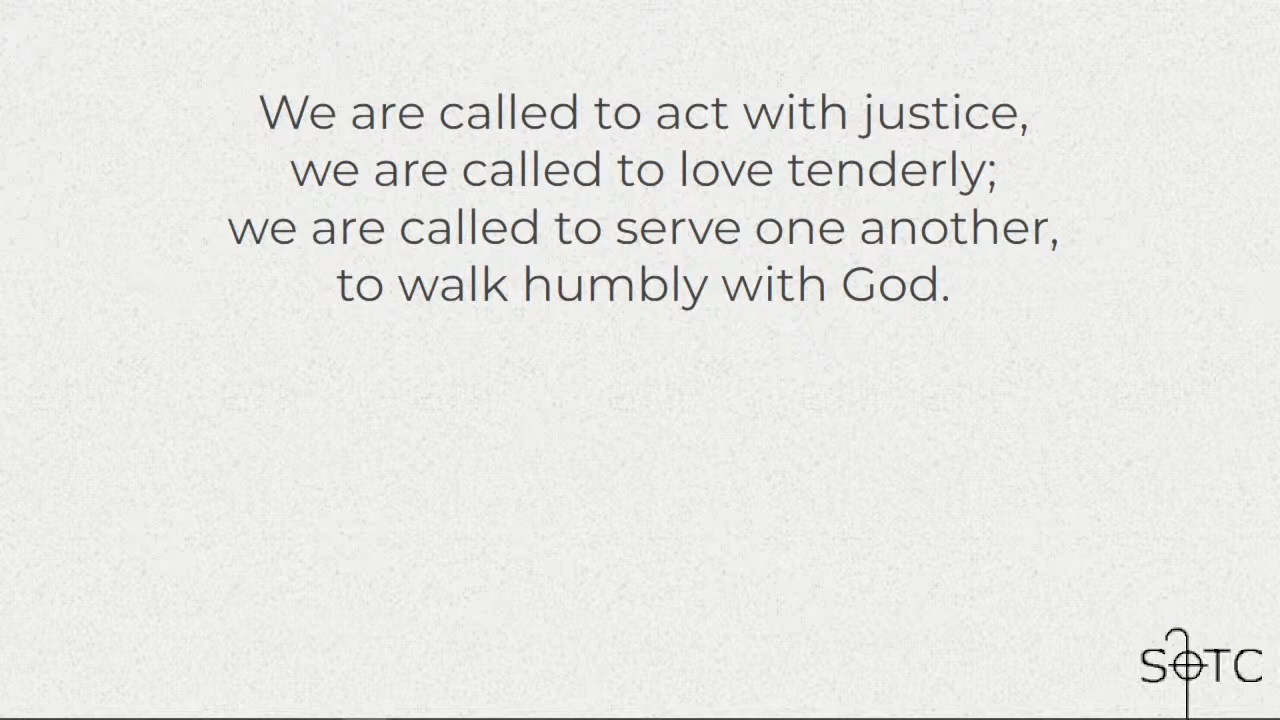 We are called to act with justice,
we are called to love tenderly;
we are called to serve one another,
to walk humbly with God.
SOTC